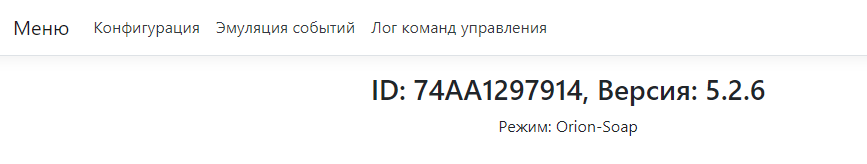 Меню Конфигурация Эмуляция событий Лог команд управления
ID: 74AA1297914, Версия: 5.2.6
Режим: Orion-Soap